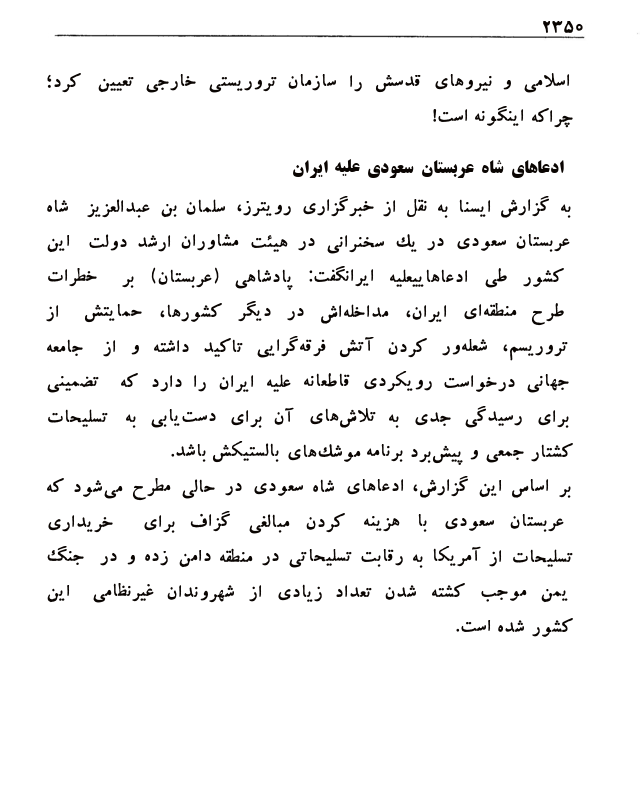 ۲۳۵۰
اسلامی و نیروهای قدسش را سازمان تروریستی خارجی تعیین کرد؛
چراکه اینگونه است!
ادعاهای شاه عربستان سعودی علیه ایران
به گزارش ایسنا به نقل از خبرگزاری رویترز، سلمان بن عبدالعزیز شاه
عربستان سعودی در یك سخنرانی در هیئت مشاوران ارشد دولت این
کشور طی ادعاهاییعلیه ایرانگفت: پادشاهی (عربستان) بر خطرات
طرح منطقه‌ای ایران، مداخله‌اش در دیگر کشورها، حمایتش از
تروریسم، شعله‌ور کردن آتش فرقه‌گرایی تاکید داشته و از جامعه
جهانی درخواست رویکردی قاطعانه علیه ایران را دارد که تضمینی
برای رسیدگی جدی به تلاش‌های آن برای دست‌یابی به تسلیحات
کشتار جمعی و پیش‌برد برنامه موشك‌های بالستیکش باشد.
بر اساس این گزارش، ادعاهای شاه سعودی در حالی مطرح می‌شود که
عربستان سعودی با هزینه کردن مبالغی گزاف برای خریداری
تسلیحات از آمریکا به رقابت تسلیحاتی در منطقه دامن زده و در جنگ
یمن موجب کشته شدن تعداد زیادی از شهروندان غیرنظامی این
کشور شده است.